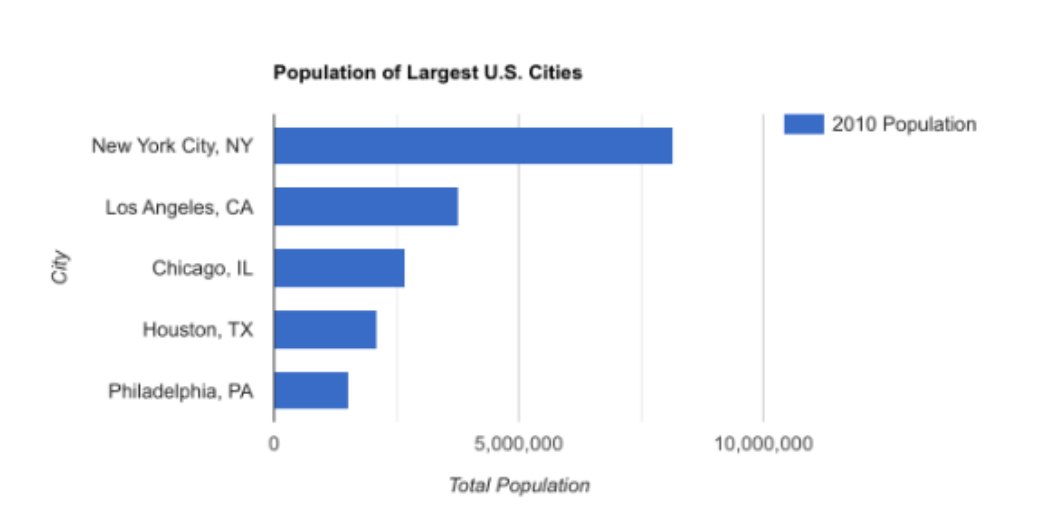 Population of Largest U.S. Cities
2010 Population
New York City, NY
Los Angeles, CA
Chicago, IL
Houston, TX
Philadelphia, PA
City
0
5,000,000
10,000,000
Total Population